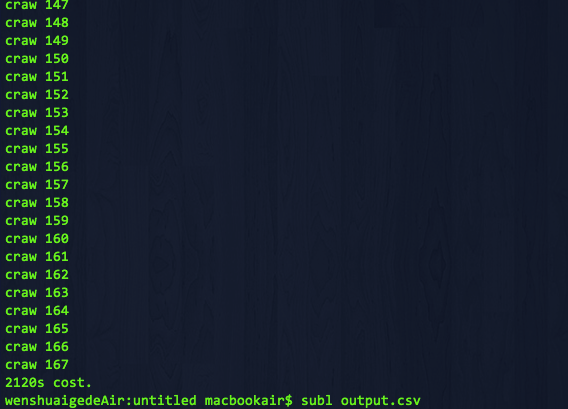 craw 147
craw 148
craw 149
craw 150
craw 151
craw 152
craw 153
craw 154
craw 155
craw 156
craw 157
craw 158
craw 159
craw 160
craw 161
craw 162
craw 163
craw 164
craw 165
craw 166
craw 167
2120s cost.
wenshuaigedeAir:untitled macbookair$ subl output.csv